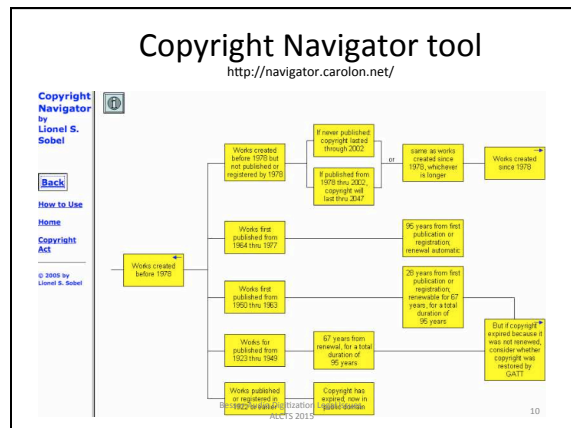 Copyright Navigator tool
http://navigator.carolon.net/
Copyright
Navigator
by
Lionel S.
Sobel
Back
How to Use
Home
Copyright
Act
© 2005 by
Lionel S. Sobel
Works created
before 1978
Works created
before 1978 but
not published or
registered by 1978
If never published
copyright lasted
through 2002
If published from
1978 thru 2002,
copyright will
last thru 2047
or
same as works
created since
1978, whichever
is longer
Works created
since 1978
Works first
published from
1964 thru 1977
95 years from first
publication or
registration;
renewal automatic
Works first
published from
1950 thru 1963
28 years from first
publication or
registration;
renewable for 67
years, for a total
duration of
95 years
But if copyright
expired because it
was not renewed,
consider whether
copyright was
restored by
GATT
Works for
published from
1923 thru 1949
67 years from
renewal, for a total
duration of
95 years
Works published
or registered in
1922 or earlier
Copyright has
expired, now in
public domain
Digitization
ALCTS 2015
10